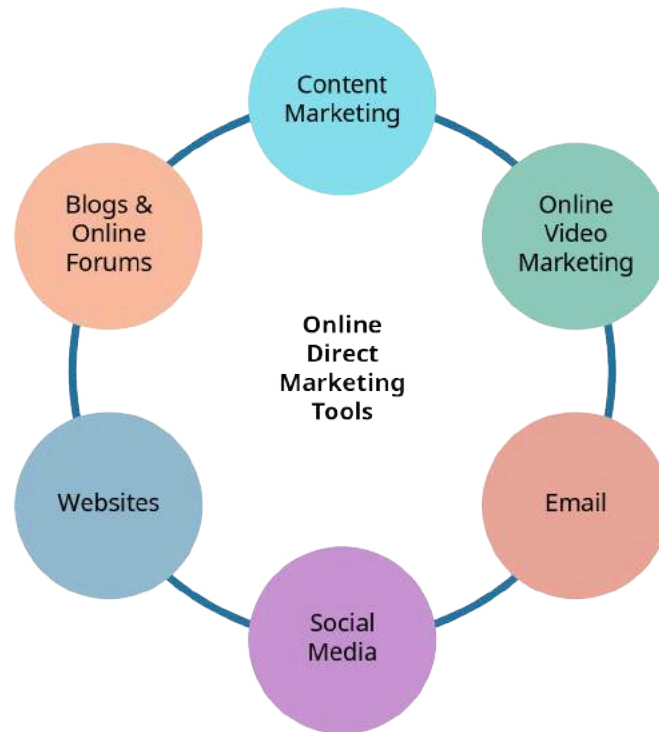 Content
Marketing
Online
Video
Marketing
Email
Social
Media
Websites
Blogs &
Online
Forums
Online
Direct
Marketing
Tools